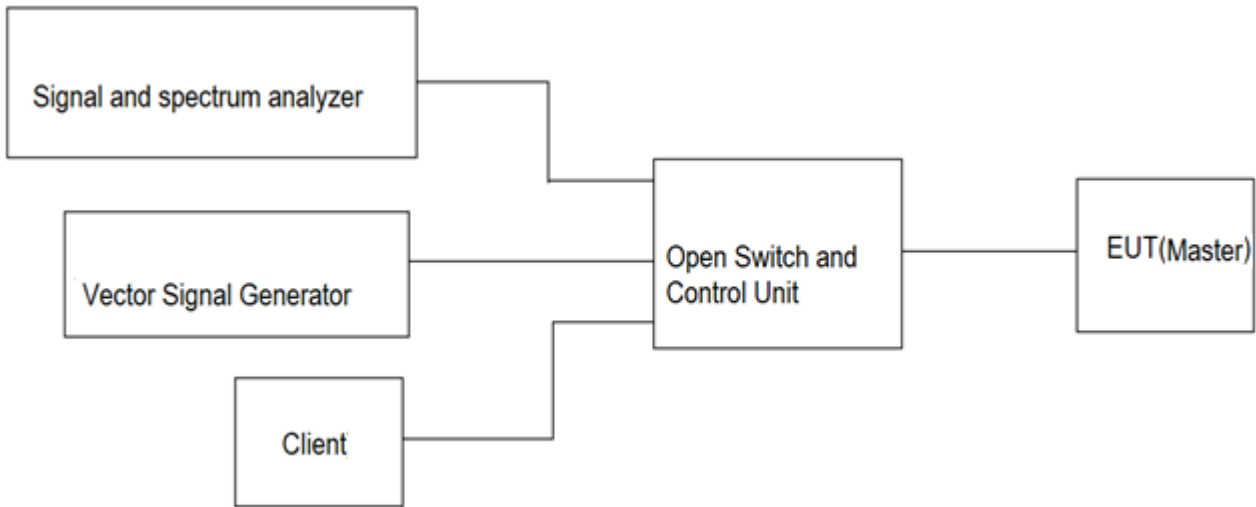 Signal and spectrum analyzer
Vector Signal Generator
Client
Open Switch and
Control Unit
EUT(Master)